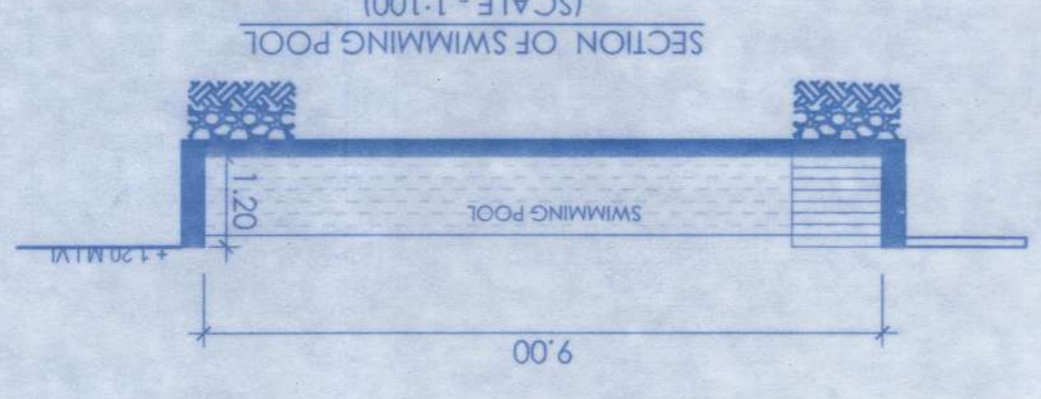 9.00
+ 1.20 M LVL
SWIMMING POOL
1.20
SECTION OF SWIMMING POOL
(SCALE - 1:100)